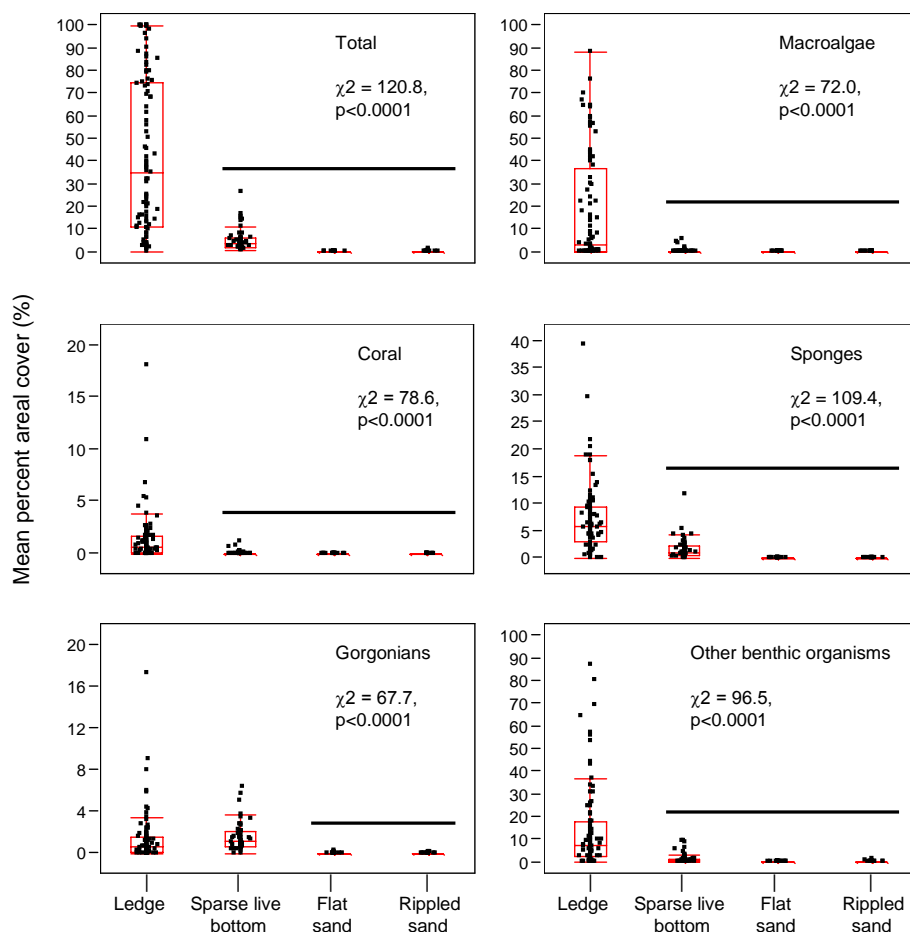 Mean percent areal cover (%)
100
90
80
70
60
50
40
30
20
10
0
Total
χ2 = 120.8,
p<0.0001
100
90
80
70
60
50
40
30
20
10
0
Macroalgae
χ2 = 72.0,
p<0.0001
20
15
10
5
0
Coral
χ2 = 78.6,
p<0.0001
40
35
30
25
20
15
10
5
0
Sponges
χ2 = 109.4,
p<0.0001
20
16
12
8
4
0
Gorgonians
χ2 = 67.7,
p<0.0001
100
90
80
70
60
50
40
30
20
10
0
Other benthic organisms
χ2 = 96.5,
p<0.0001
Ledge
Sparse live
bottom
Flat
sand
Rippled
sand
Ledge
Sparse live
bottom
Flat
sand
Rippled
sand